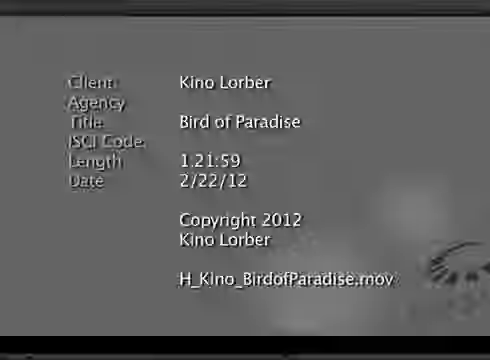 Client: Kino Lorber
Agency
Title Bird of Paradise
ISCI Code
Length 1.21:59
Date 2/22/12
Copyright 2012
Kino Lorber
H_Kino_BirdofParadise.mov